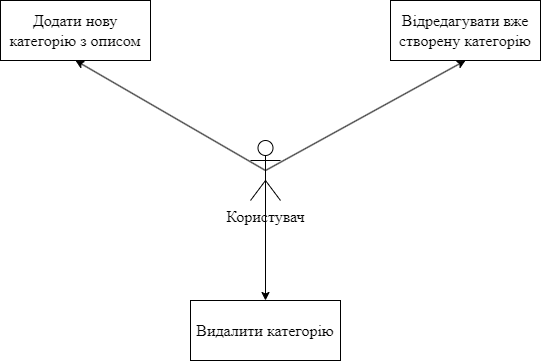 Додати нову
категорію з описом
Відредагувати вже
створену категорію
Користувач
Видалити категорію